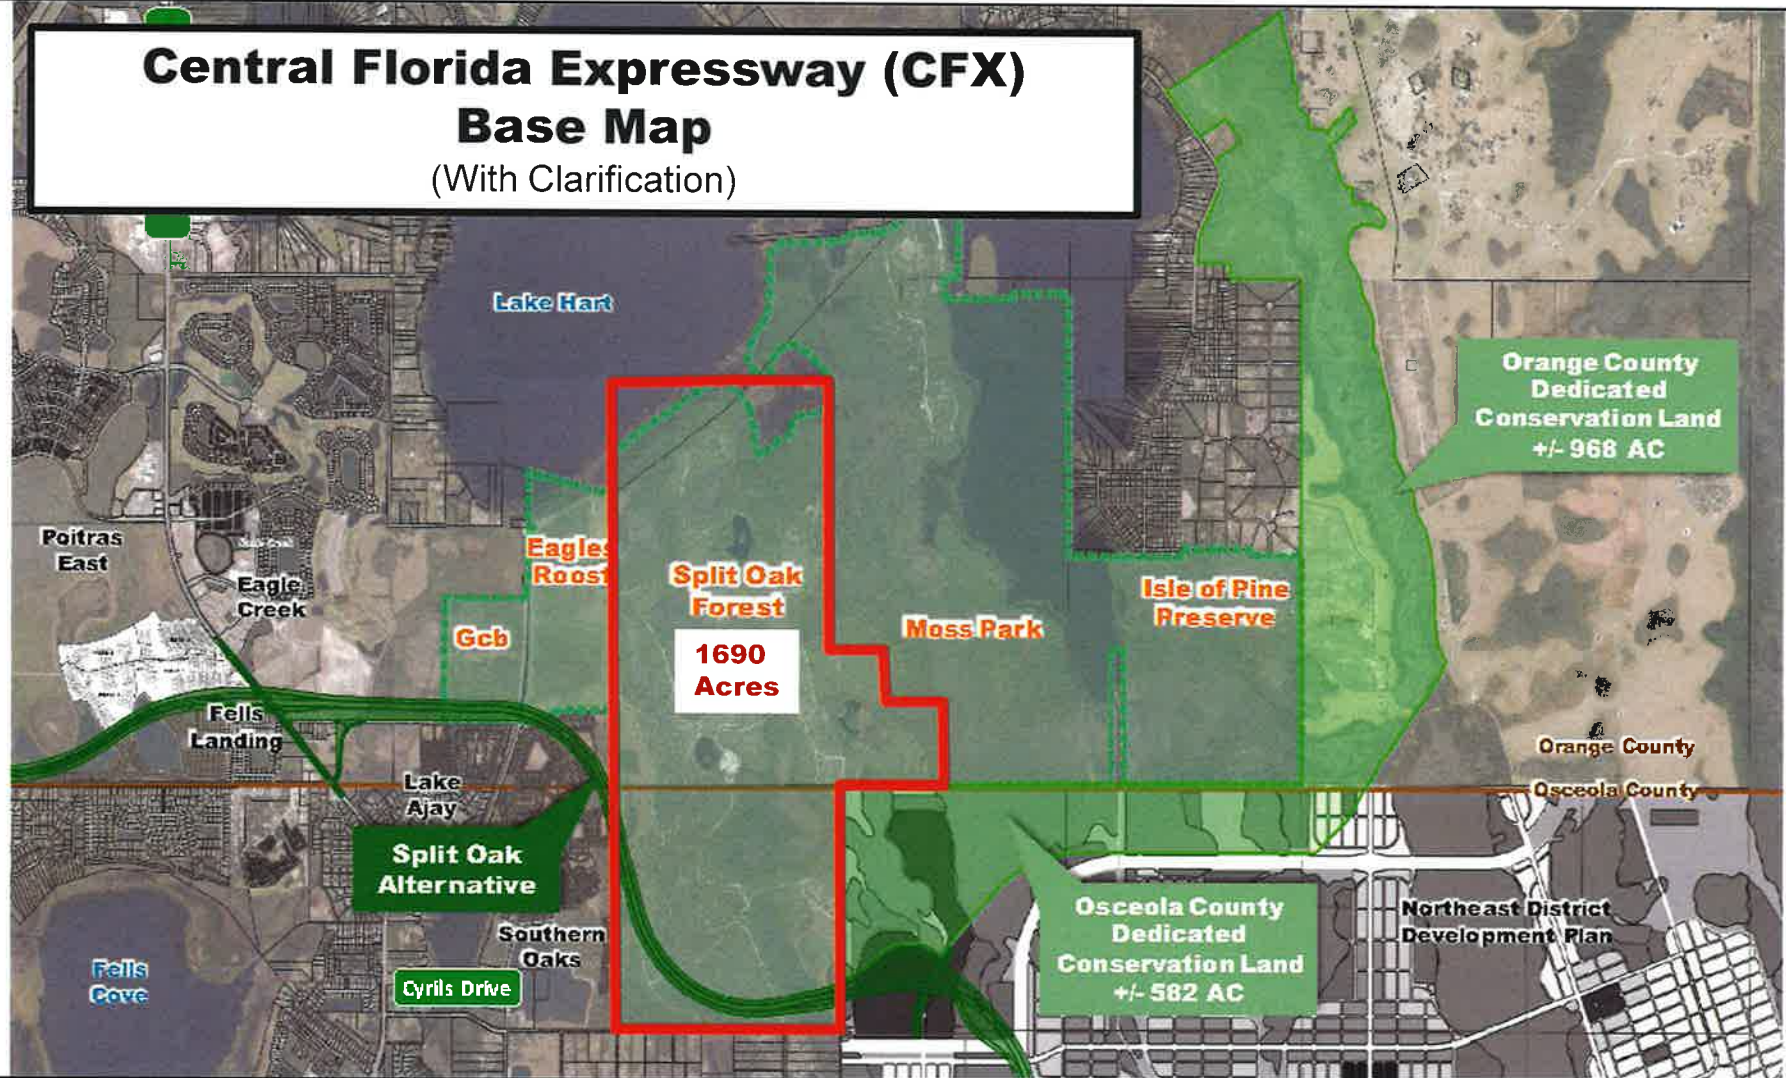 Central Florida Expressway (CFX)
Base Map
(With Clarification)
Lake Hart
Orange County
Dedicated
Conservation Land
+/- 968 AC
Poitras
East
Eagle
Creek
Eagles
Roost
Gcb
Split Oak
Forest
1690
Acres
Moss Park
Isle of Pine
Preserve
Fells
Landing
Lake
Ajay
Orange County
Osceola County
Split Oak
Alternative
Southern
Oaks
Cyrils Drive
Fells
Cove
Osceola County
Dedicated
Conservation Land
+/- 582 AC
Northeast District
Development Plan